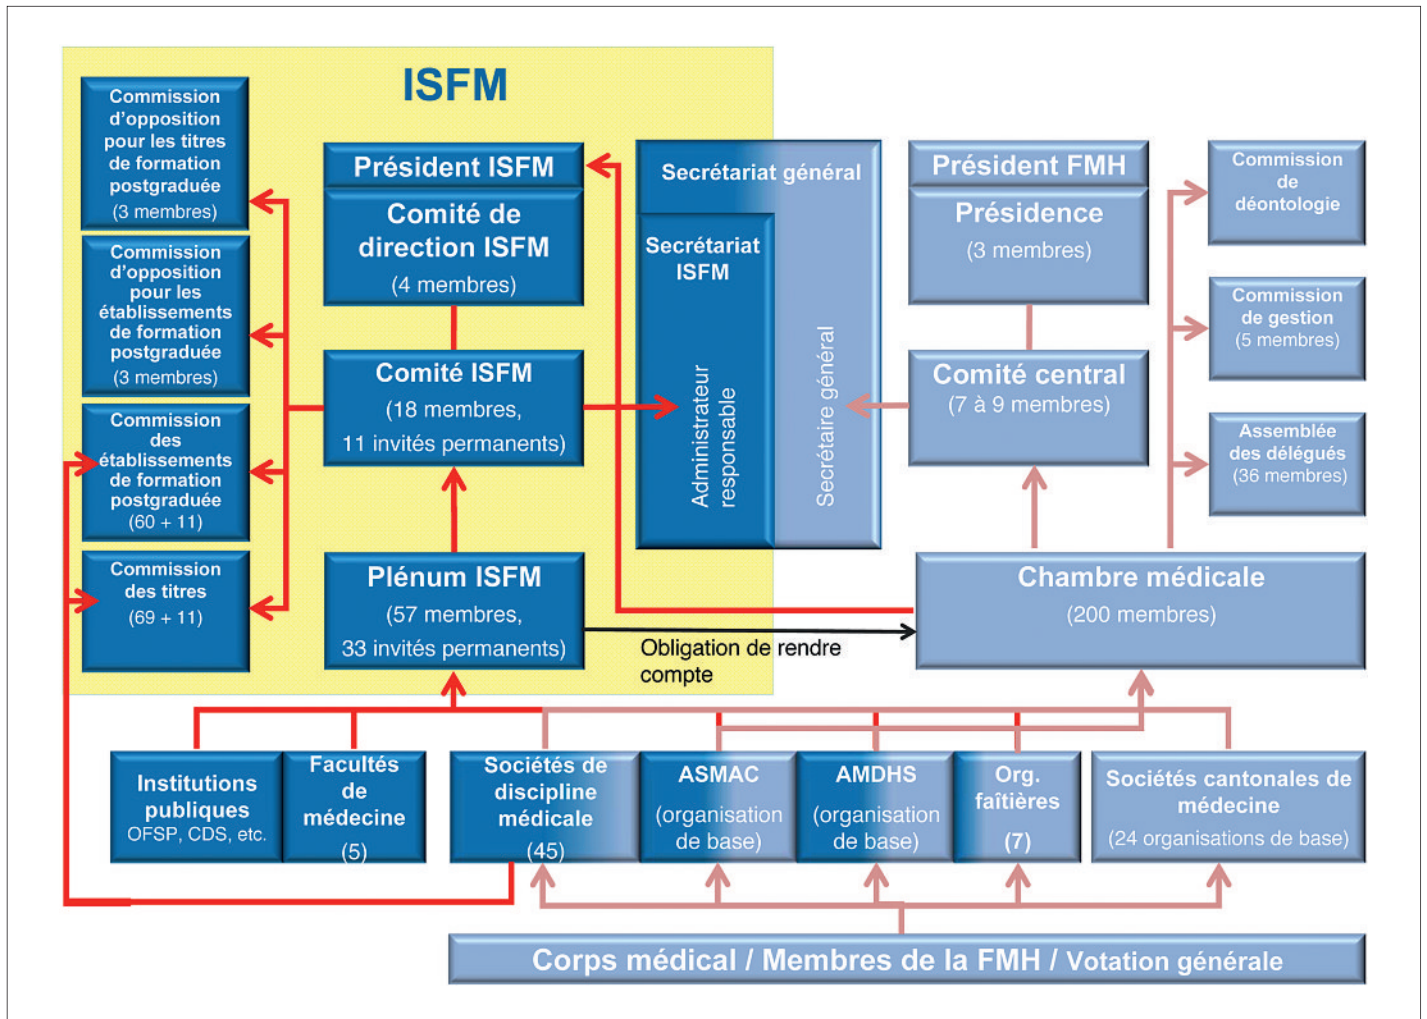 ISFM
Commission
d'opposition
pour les titres
de formation
postgraduée
(3 membres)
Commission
d'opposition
pour les
établissements
de formation
postgraduée
(3 membres)
Commission
des
établissements
de formation
postgraduée
(60 + 11)
Commission
des titres
(69 + 11)
Président ISFM
Comité de
direction ISFM
(4 membres)
Comité ISFM
(18 membres,
11 invités permanents)
Plénum ISFM
(57 membres,
33 invités permanents)
Secrétariat général
Secrétariat
ISFM
Administrateur
responsable
Secrétaire général
Président FMH
Présidence
(3 membres)
Comité central
(7 à 9 membres)
Chambre médicale
(200 membres)
Commission
de
déontologie
Commission
de gestion
(5 membres)
Assemblée
des délégués
(36 membres)
Obligation de rendre
compte
Institutions
publiques
OFSP, CDS, etc.
Facultés
de
médecine
(5)
Sociétés de
discipline
médicale
(45)
ASMAC
(organisation
de base)
AMDHS
(organisation
de base)
Org.
faîtières
(7)
Sociétés cantonales de
médecine
(24 organisations de base)
Corps médical / Membres de la FMH / Votation générale